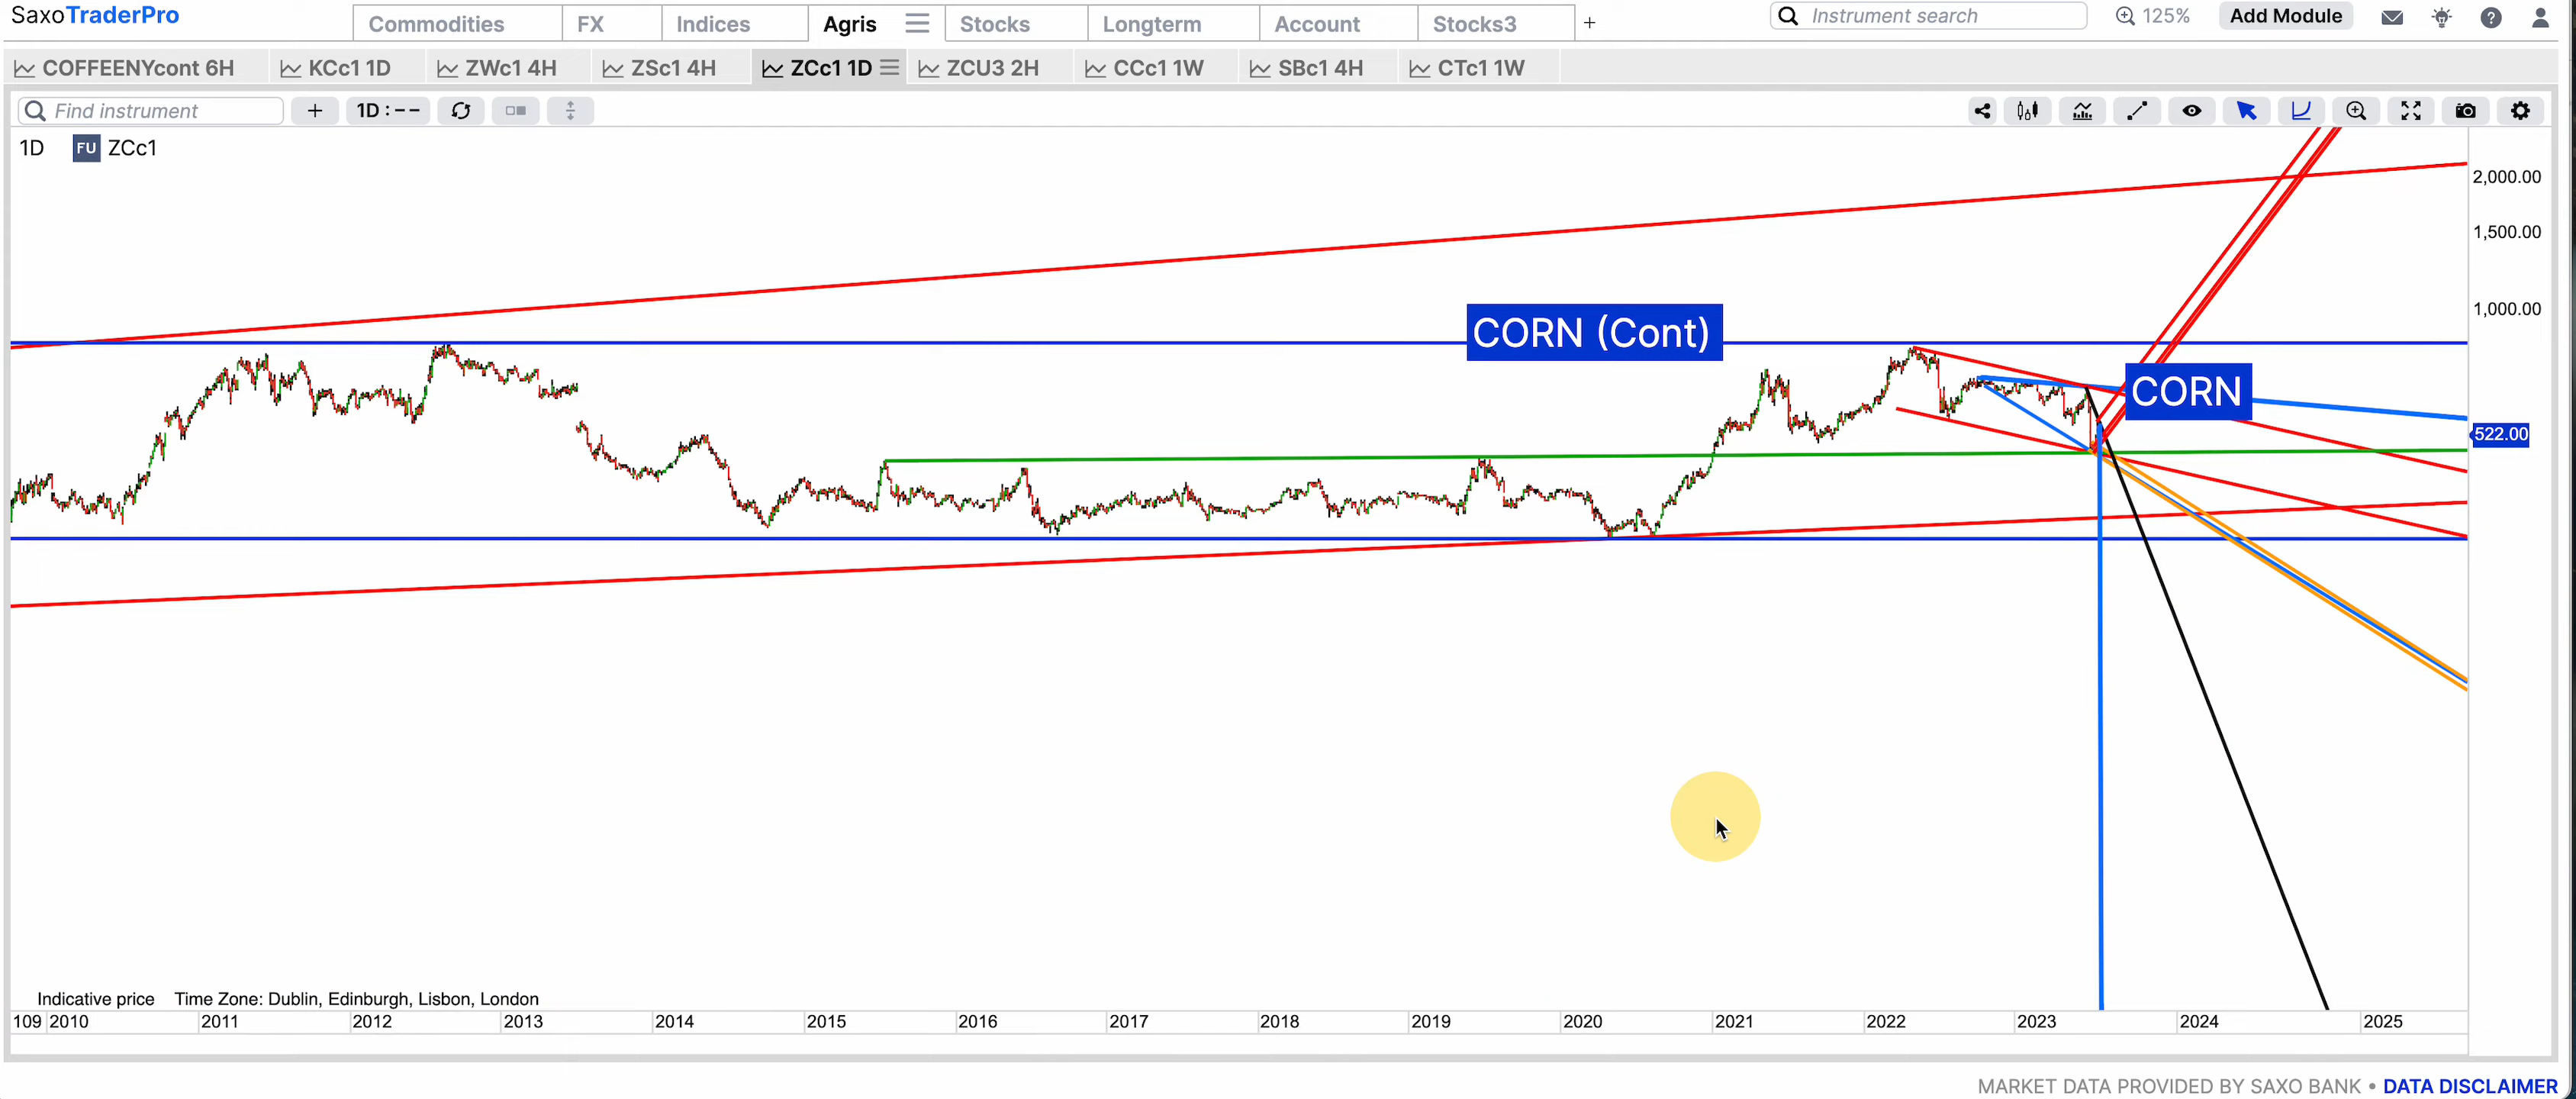 SaxoTraderPro
Commodities FX Indices Agris Stocks Longterm Account Stocks3 + Instrument search 125% Add Module
COFFEENYcont 6H KCc1 1D ZWc1 4H ZSc1 4H ZCc1 1D ZCU3 2H CCc1 1W SBc1 4H CTc1 1W
Find instrument + 1D : --
1D FU ZCc1
2,000.00
1,500.00
1,000.00
CORN (Cont)
CORN
522.00
Indicative price Time Zone: Dublin, Edinburgh, Lisbon, London
109 2010 2011 2012 2013 2014 2015 2016 2017 2018 2019 2020 2021 2022 2023 2024 2025
MARKET DATA PROVIDED BY SAXO BANK • DATA DISCLAIMER